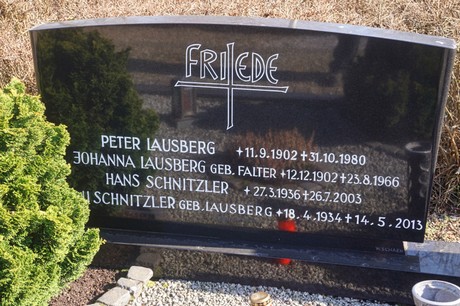 FRIEDE
PETER LAUSBERG +11.9.1902 +31.10.1980
JOHANNA LAUSBERG GEB. FALTER +12.12.1902 +23.8.1966
HANS SCHNITZLER +27.3.1936 +26.7.2003
SCHNITZLER GEB. LAUSBERG +18.4.1934 +14.5.2013